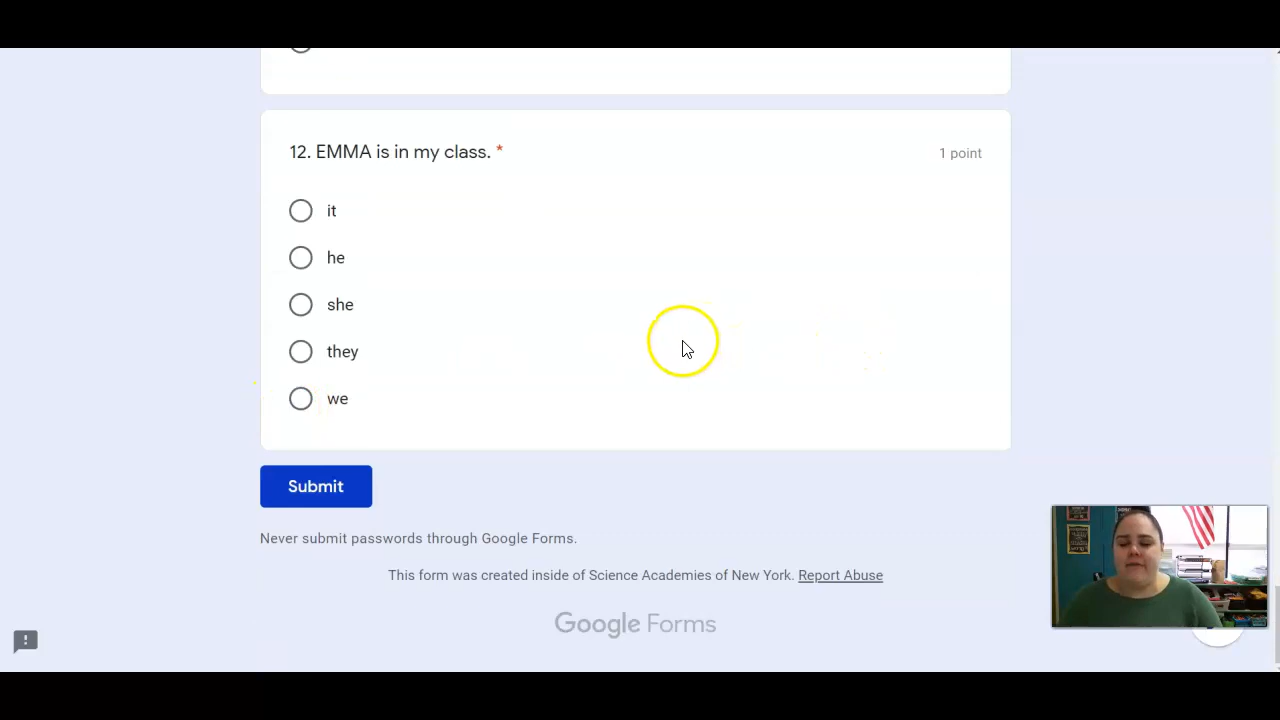 12. EMMA is in my class. *
1 point
it
he
she
they
we
Submit
Never submit passwords through Google Forms.
This form was created inside of Science Academies of New York. Report Abuse
Google Forms